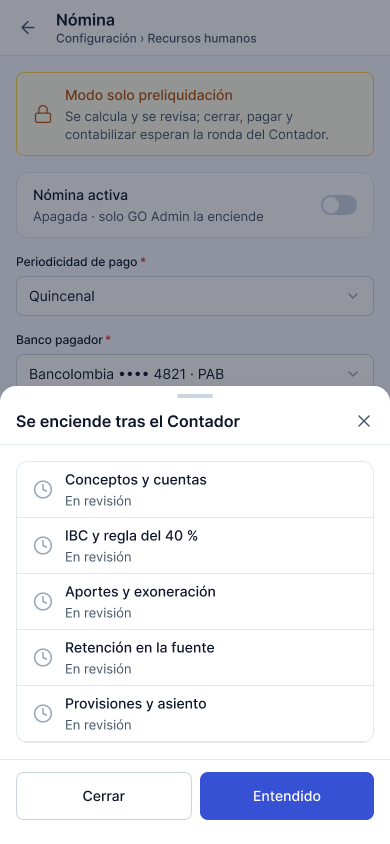 Nómina
Configuración › Recursos humanos
Modo solo preliquidación
Se calcula y se revisa; cerrar, pagar y
contabilizar esperan la ronda del Contador.
Nómina activa
Apagada · solo GO Admin la enciende
Periodicidad de pago *
Quincenal
Banco pagador *
Bancolombia •••• 4821 · PAB
Se enciende tras el Contador
Conceptos y cuentas
En revisión
IBC y regla del 40 %
En revisión
Aportes y exoneración
En revisión
Retención en la fuente
En revisión
Provisiones y asiento
En revisión
Cerrar
Entendido